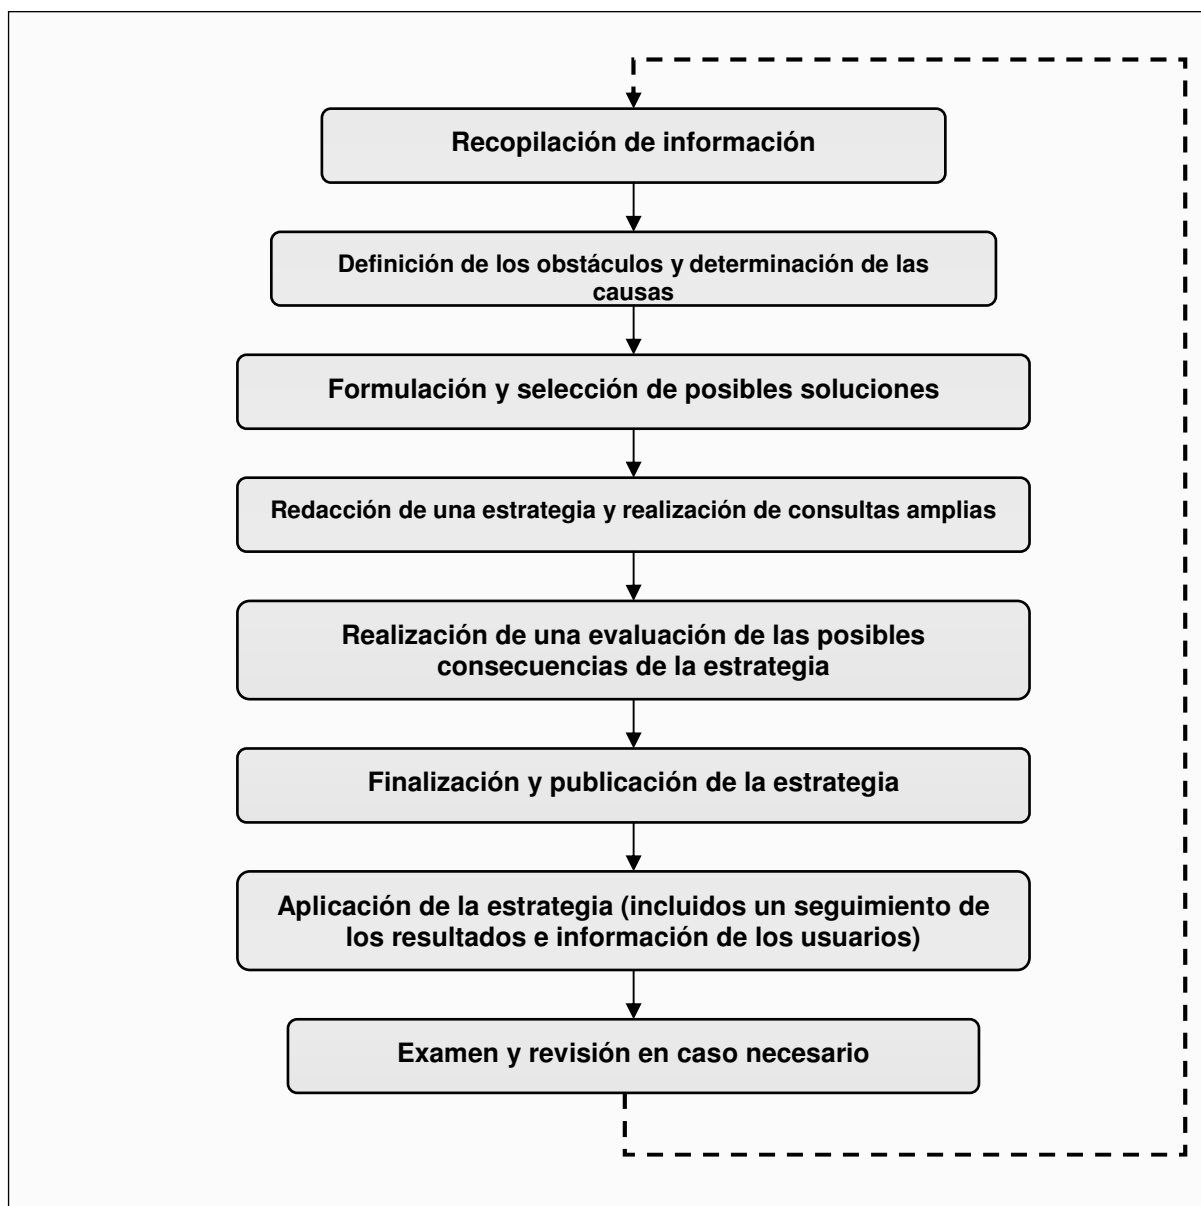 Recopilación de información
Definición de los obstáculos y determinación de las
causas
Formulación y selección de posibles soluciones
Redacción de una estrategia y realización de consultas amplias
Realización de una evaluación de las posibles
consecuencias de la estrategia
Finalización y publicación de la estrategia
Aplicación de la estrategia (incluidos un seguimiento de
los resultados e información de los usuarios)
Examen y revisión en caso necesario